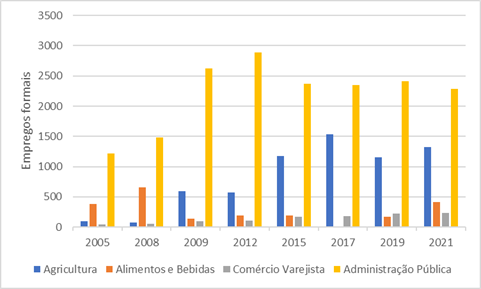 3500
3000
2500
2000
1500
1000
500
0
Empregos formais
2005 2008 2009 2012 2015 2017 2019 2021
Agricultura Alimentos e Bebidas Comércio Varejista Administração Pública